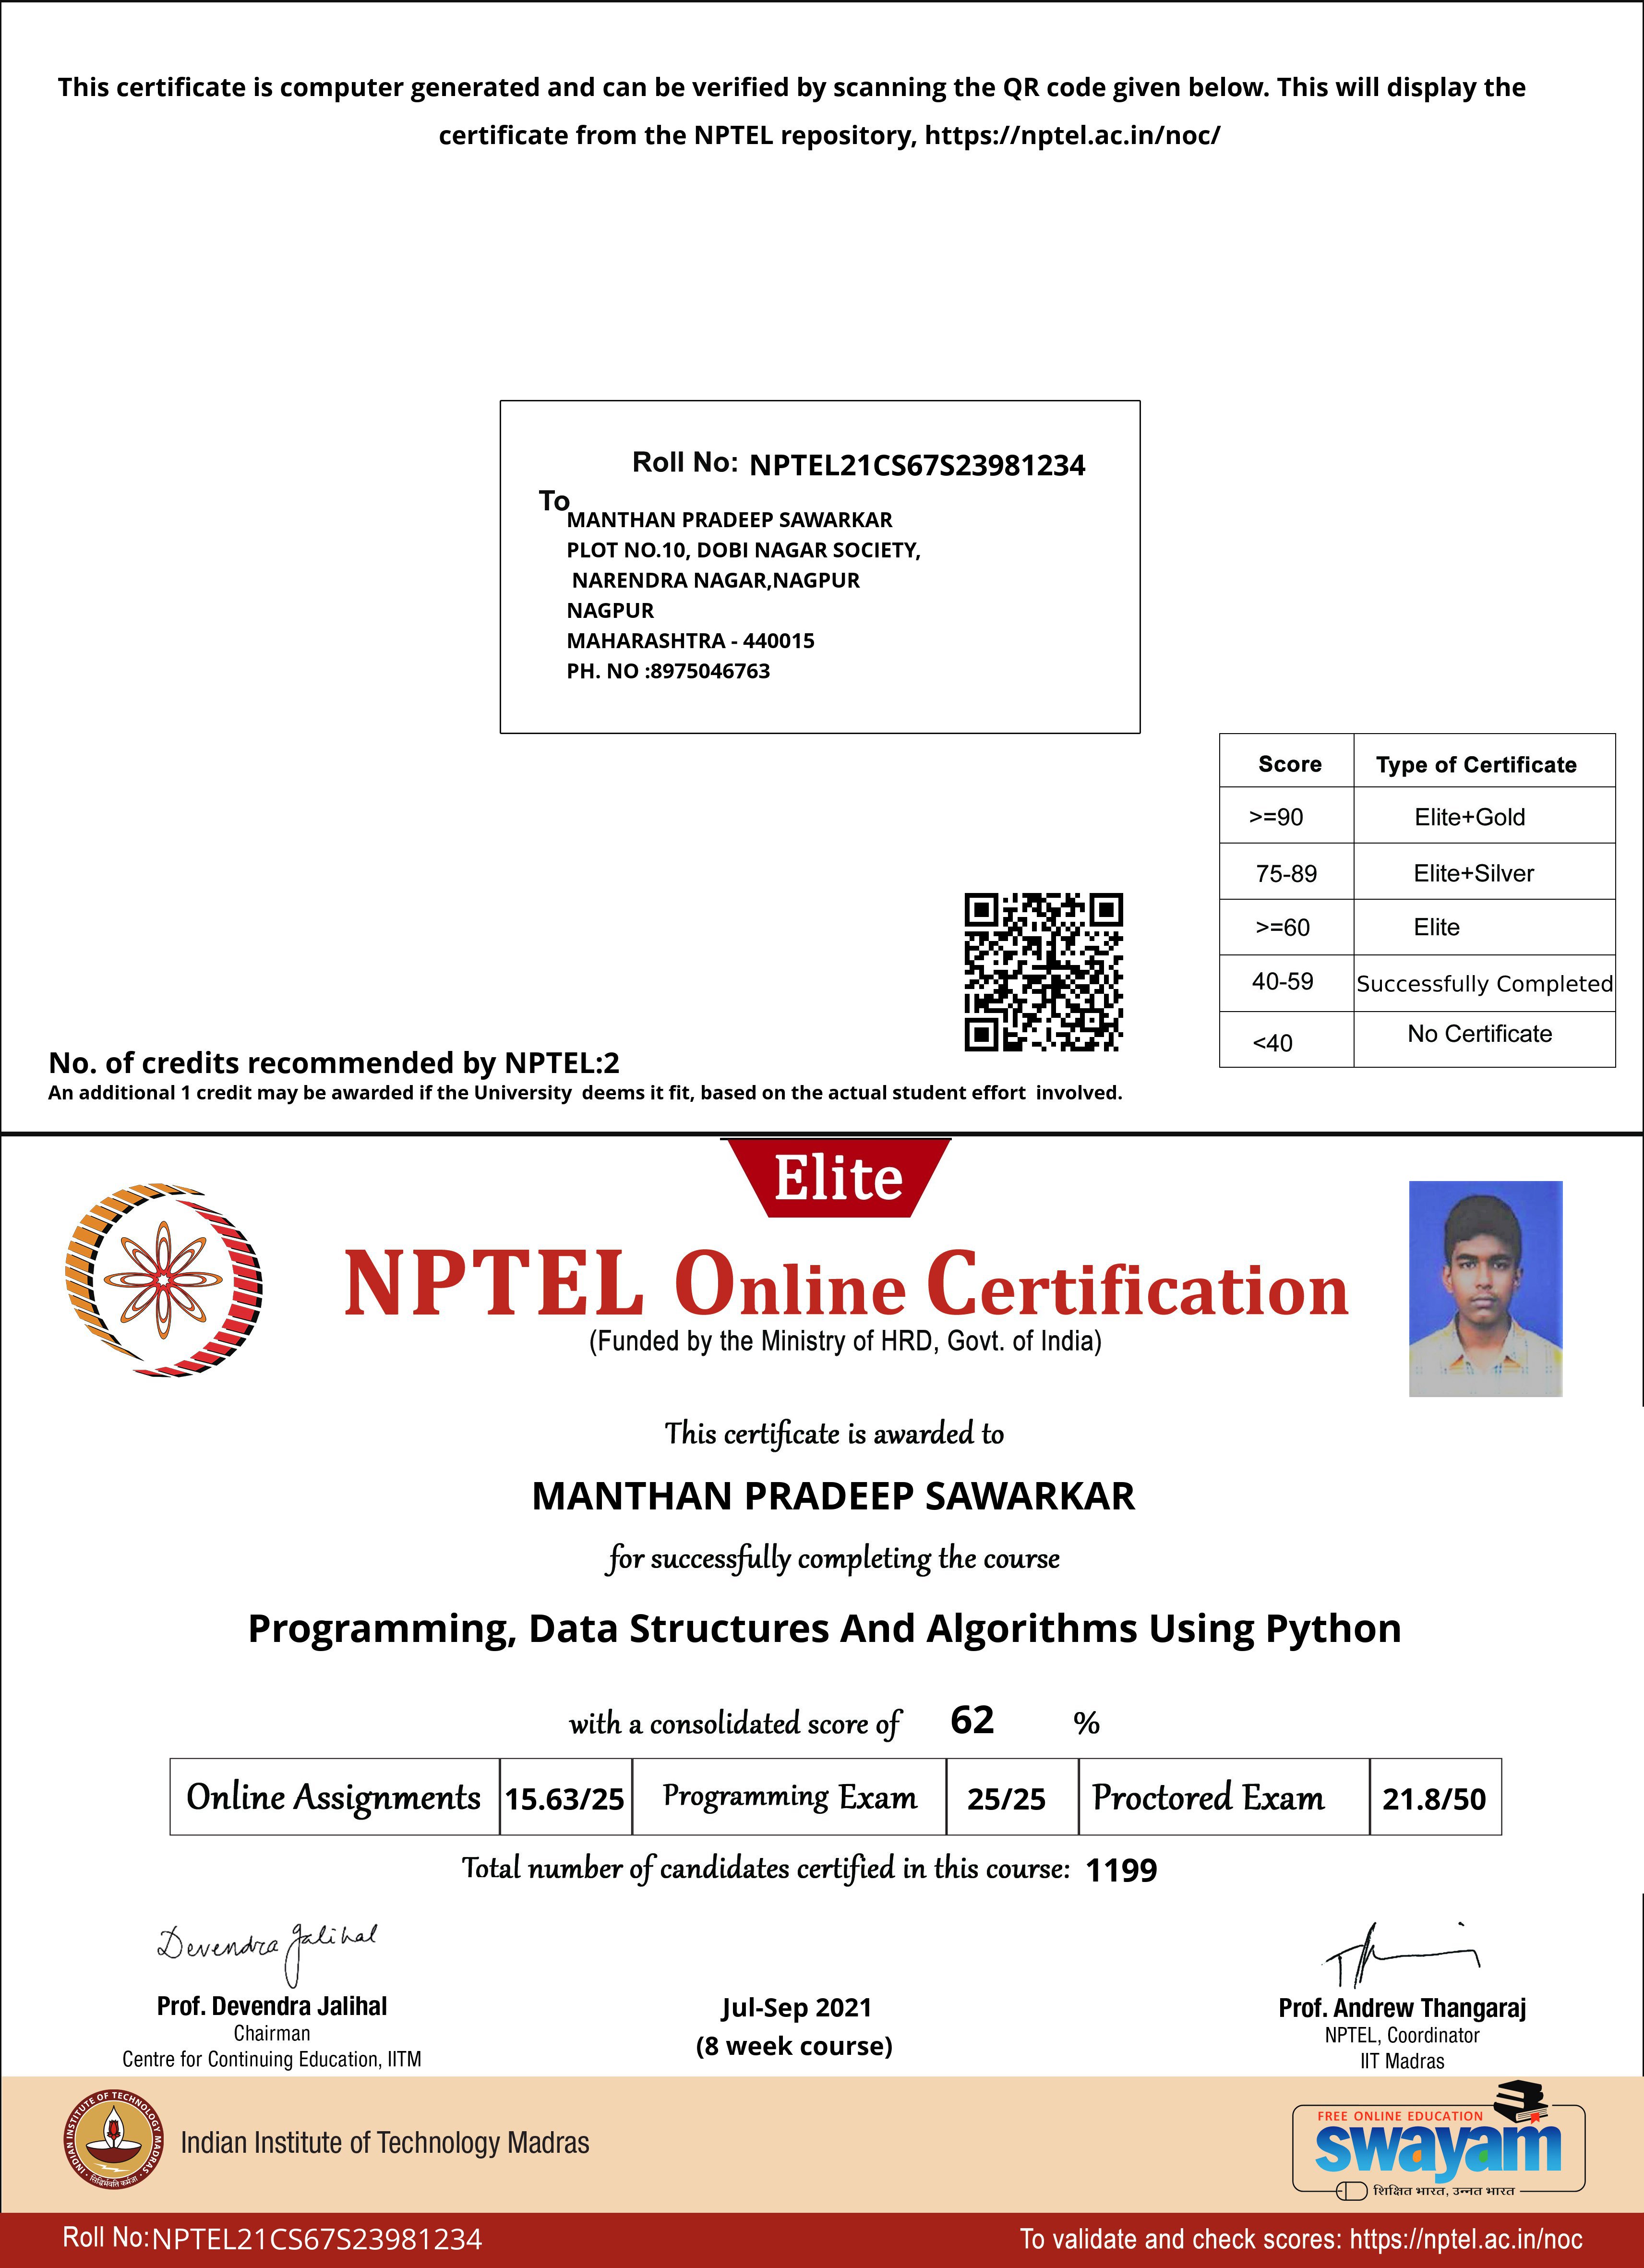 This certificate is computer generated and can be verified by scanning the QR code given below. This will display the
certificate from the NPTEL repository, https://nptel.ac.in/noc/
Roll No: NPTEL21CS67S23981234
To
MANTHAN PRADEEP SAWARKAR
PLOT NO.10, DOBI NAGAR SOCIETY,
NARENDRA NAGAR,NAGPUR
NAGPUR
MAHARASHTRA - 440015
PH. NO :8975046763
Score Type of Certificate
>=90 Elite+Gold
75-89 Elite+Silver
>=60 Elite
40-59 Successfully Completed
<40 No Certificate
No. of credits recommended by NPTEL:2
An additional 1 credit may be awarded if the University deems it fit, based on the actual student effort involved.
Elite
NPTEL Online Certification
(Funded by the Ministry of HRD, Govt. of India)
This certificate is awarded to
MANTHAN PRADEEP SAWARKAR
for successfully completing the course
Programming, Data Structures And Algorithms Using Python
with a consolidated score of 62 %
Online Assignments 15.63/25 Programming Exam 25/25 Proctored Exam 21.8/50
Total number of candidates certified in this course: 1199
Devendra Jalihal
Prof. Devendra Jalihal
Chairman
Centre for Continuing Education, IITM
Jul-Sep 2021
(8 week course)
Prof. Andrew Thangaraj
NPTEL, Coordinator
IIT Madras
INDIAN INSTITUTE OF TECHNOLOGY MADRAS
सिद्धिर्भवति कर्मजा
Indian Institute of Technology Madras
FREE ONLINE EDUCATION
swayam
शिक्षित भारत, उन्नत भारत
Roll No: NPTEL21CS67S23981234
To validate and check scores: https://nptel.ac.in/noc